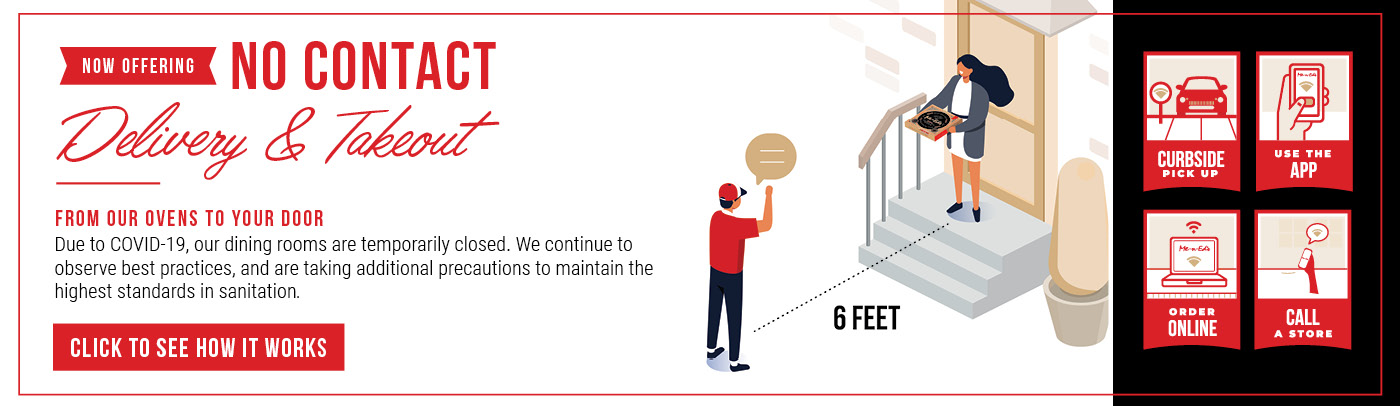 NOW OFFERING
NO CONTACT
Delivery & Takeout
FROM OUR OVENS TO YOUR DOOR
Due to COVID-19, our dining rooms are temporarily closed. We continue to
observe best practices, and are taking additional precautions to maintain the
highest standards in sanitation.
CLICK TO SEE HOW IT WORKS
6 FEET
CURBSIDE
PICK UP
Me-n-Ed's
USE THE
APP
Me-n-Ed's
ORDER
ONLINE
CALL
A STORE